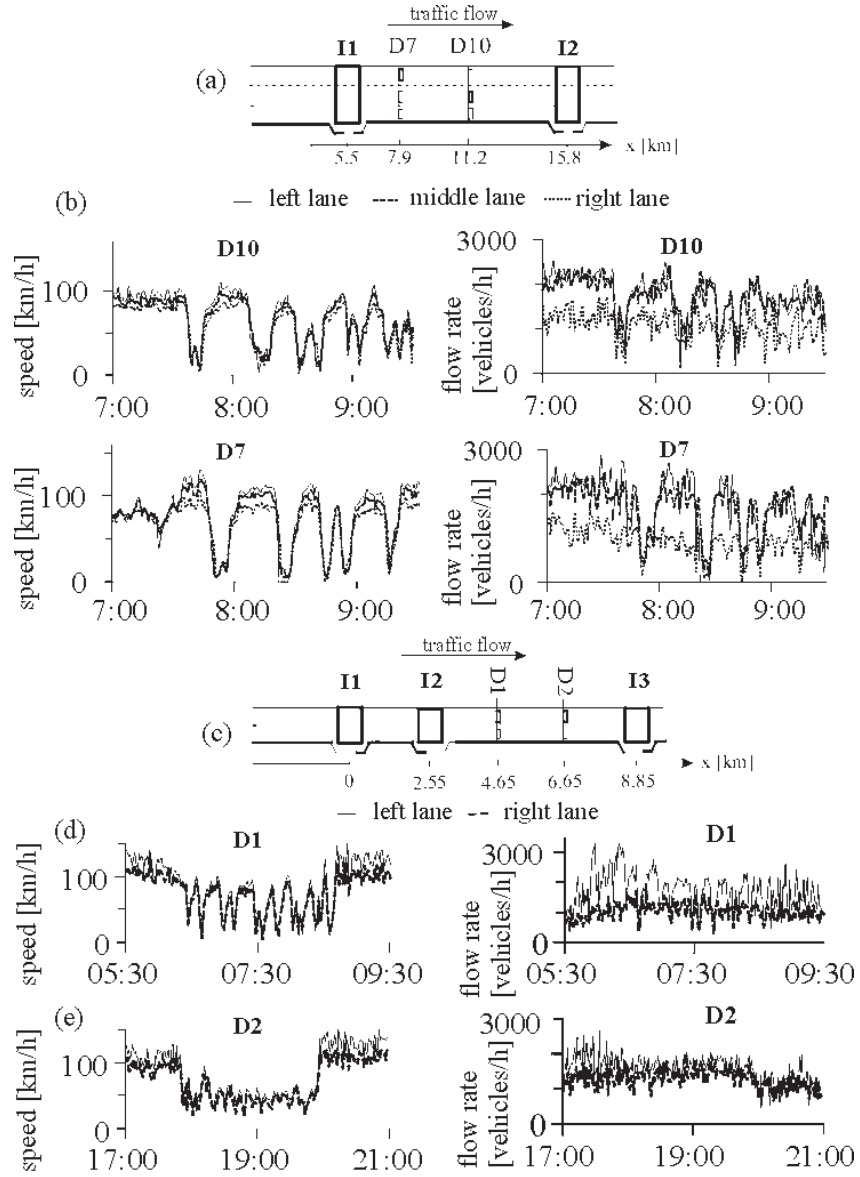 traffic flow
I1 D7 D10 I2
(a)
5.5 7.9 11.2 15.8 x [km]
(b)
left lane middle lane right lane
D10
speed [km/h]
100
0
7:00 8:00 9:00
D10
flow rate
[vehicles/h]
3000
0
7:00 8:00 9:00
D7
speed [km/h]
100
0
7:00 8:00 9:00
D7
flow rate
[vehicles/h]
3000
0
7:00 8:00 9:00
traffic flow
I1 I2 D1 D2 I3
(c)
0 2.55 4.65 6.65 8.85 x [km]
left lane right lane
(d)
D1
speed [km/h]
100
0
05:30 07:30 09:30
D1
flow rate
[vehicles/h]
3000
0
05:30 07:30 09:30
(e)
D2
speed [km/h]
100
0
17:00 19:00 21:00
D2
flow rate
[vehicles/h]
3000
0
17:00 19:00 21:00